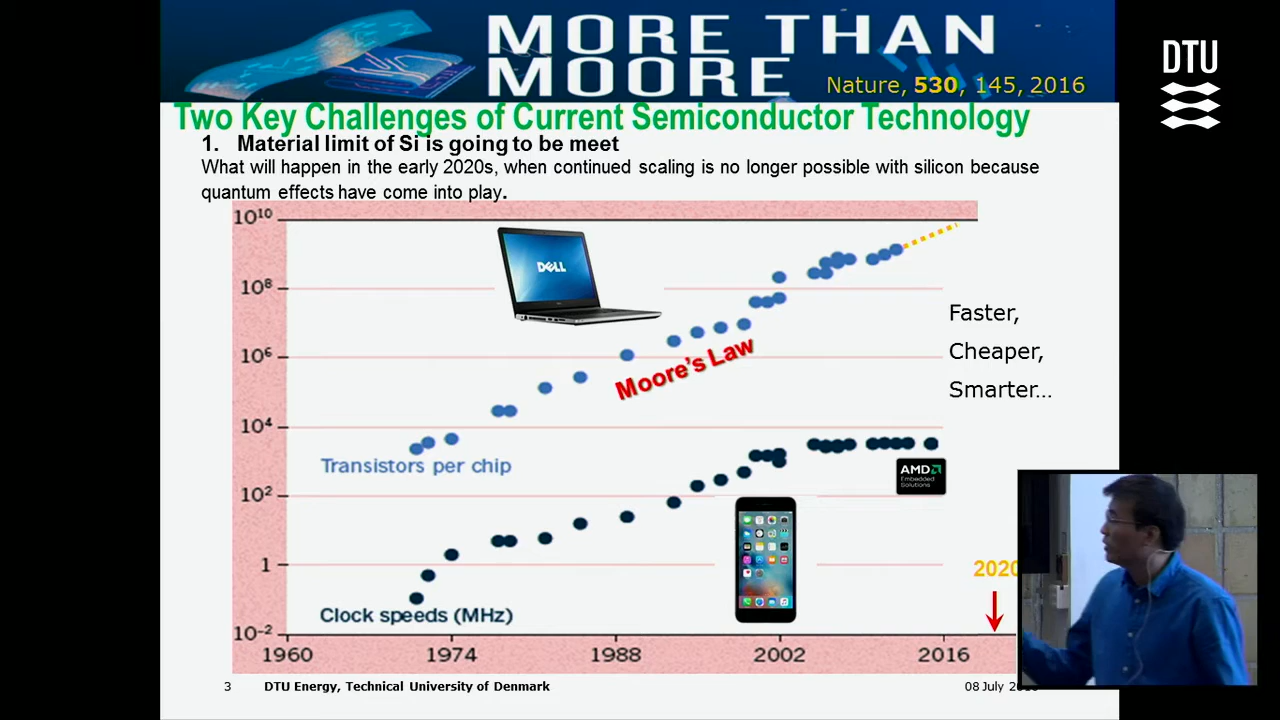 MORE THAN
MOORE
Nature, 530, 145, 2016
DTU
Two Key Challenges of Current Semiconductor Technology
1. Material limit of Si is going to be meet
What will happen in the early 2020s, when continued scaling is no longer possible with silicon because
quantum effects have come into play.
10¹⁰
10⁸
10⁶
10⁴
10²
1
10⁻²
DELL
Faster,
Cheaper,
Smarter...
Moore's Law
Transistors per chip
AMD
Embedded
Solutions
Clock speeds (MHz)
2020
1960 1974 1988 2002 2016
3 DTU Energy, Technical University of Denmark
08 July